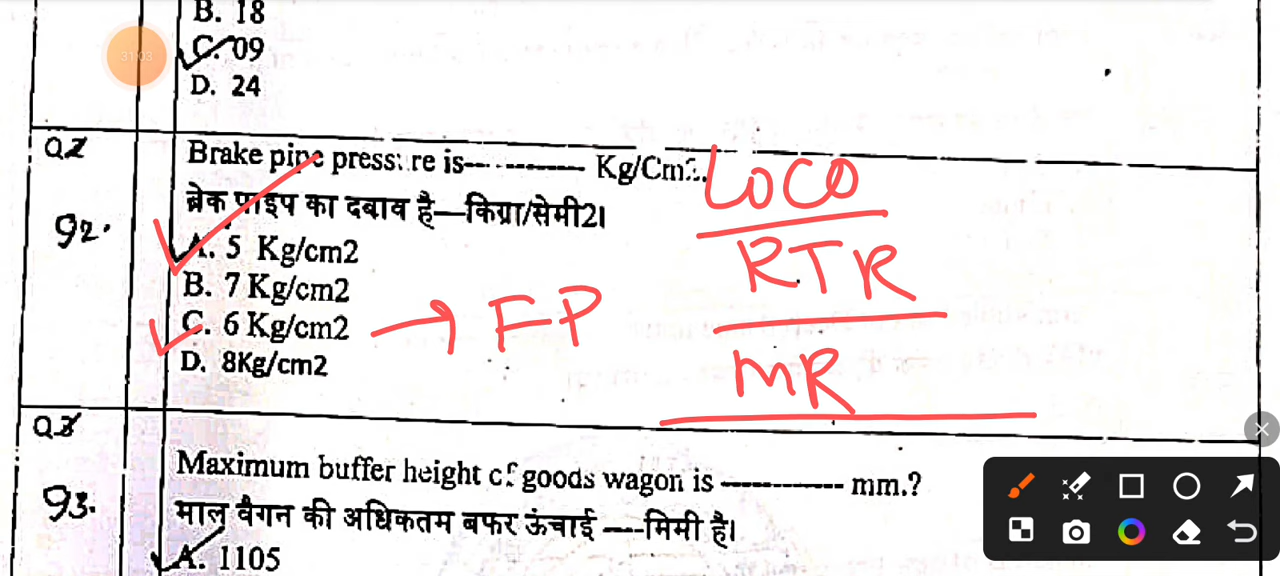 B. 18
C. 09
D. 24
31:03
Q2
92.
Brake pipe pressure is------------ Kg/Cm2.
ब्रेक पाइप का दबाव है—किग्रा/सेमी2।
A. 5 Kg/cm2
B. 7 Kg/cm2
C. 6 Kg/cm2
D. 8Kg/cm2
→ FP
LOCO
RTR
MR
Q3
93.
Maximum buffer height of goods wagon is ------------ mm.?
माल वैगन की अधिकतम बफर ऊंचाई ----मिमी है।
A. 1105